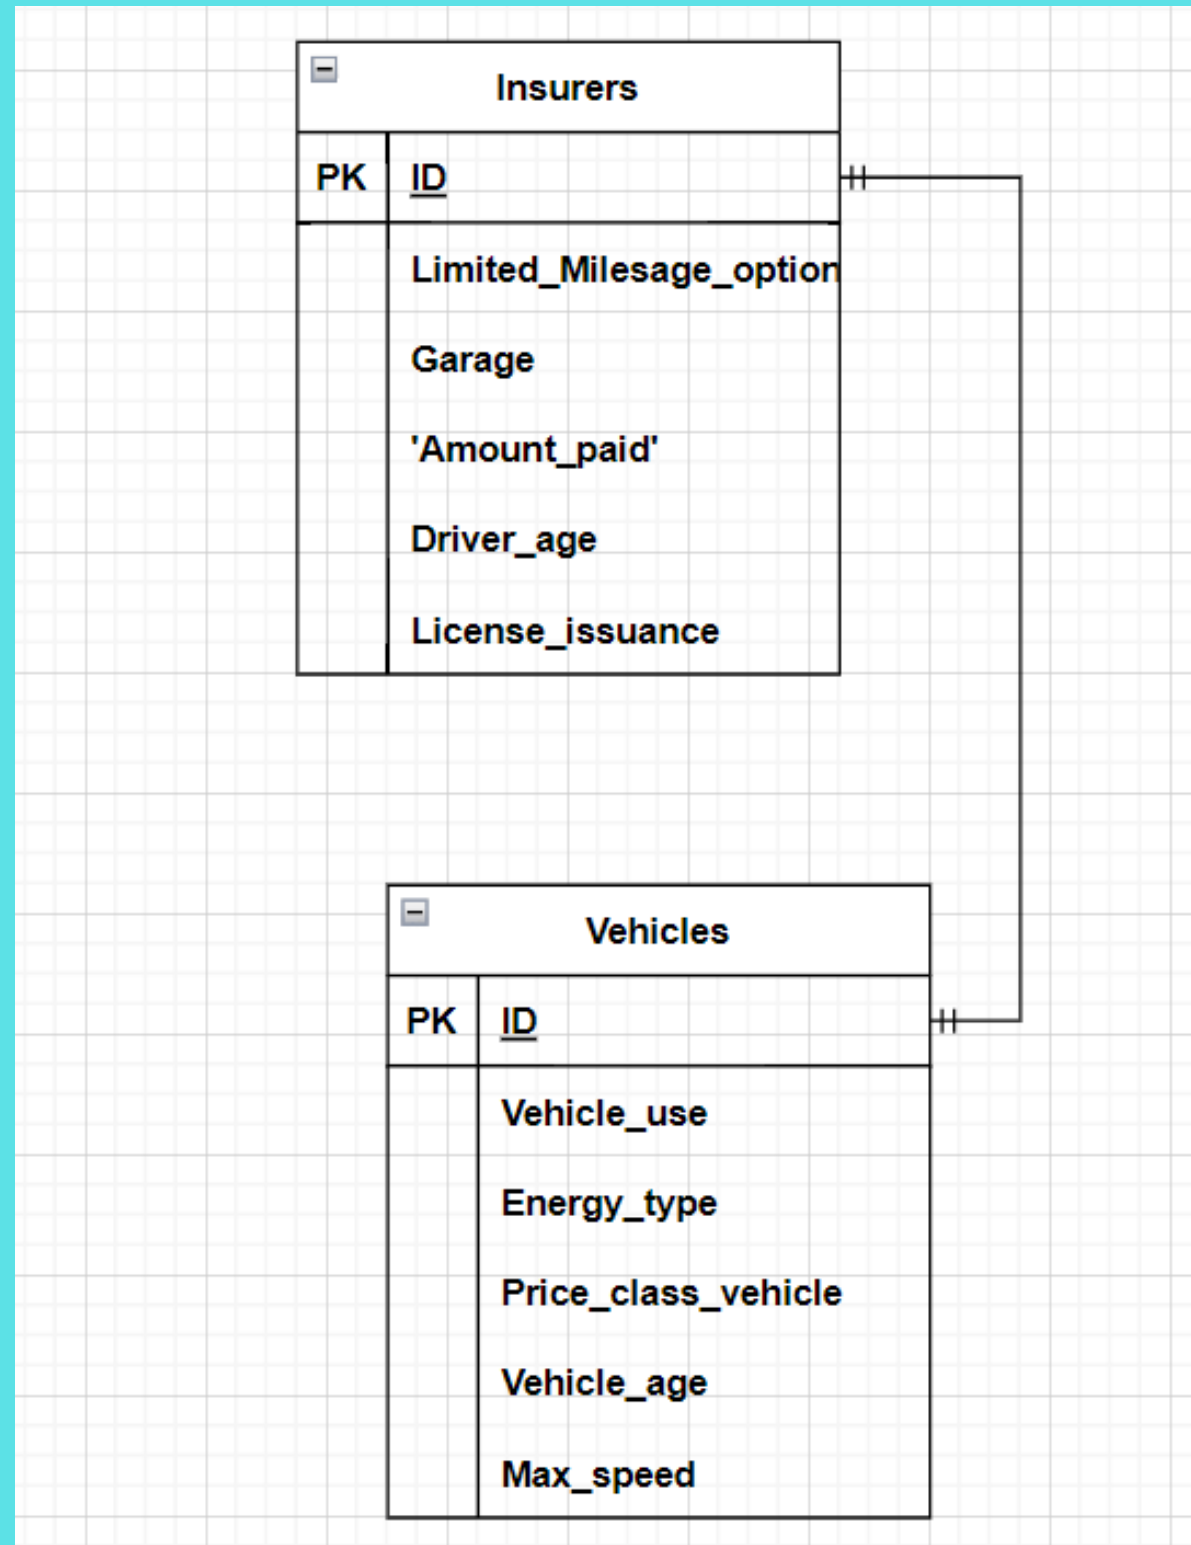 Insurers
PK ID
Limited_Milesage_option
Garage
'Amount_paid'
Driver_age
License_issuance
Vehicles
PK ID
Vehicle_use
Energy_type
Price_class_vehicle
Vehicle_age
Max_speed